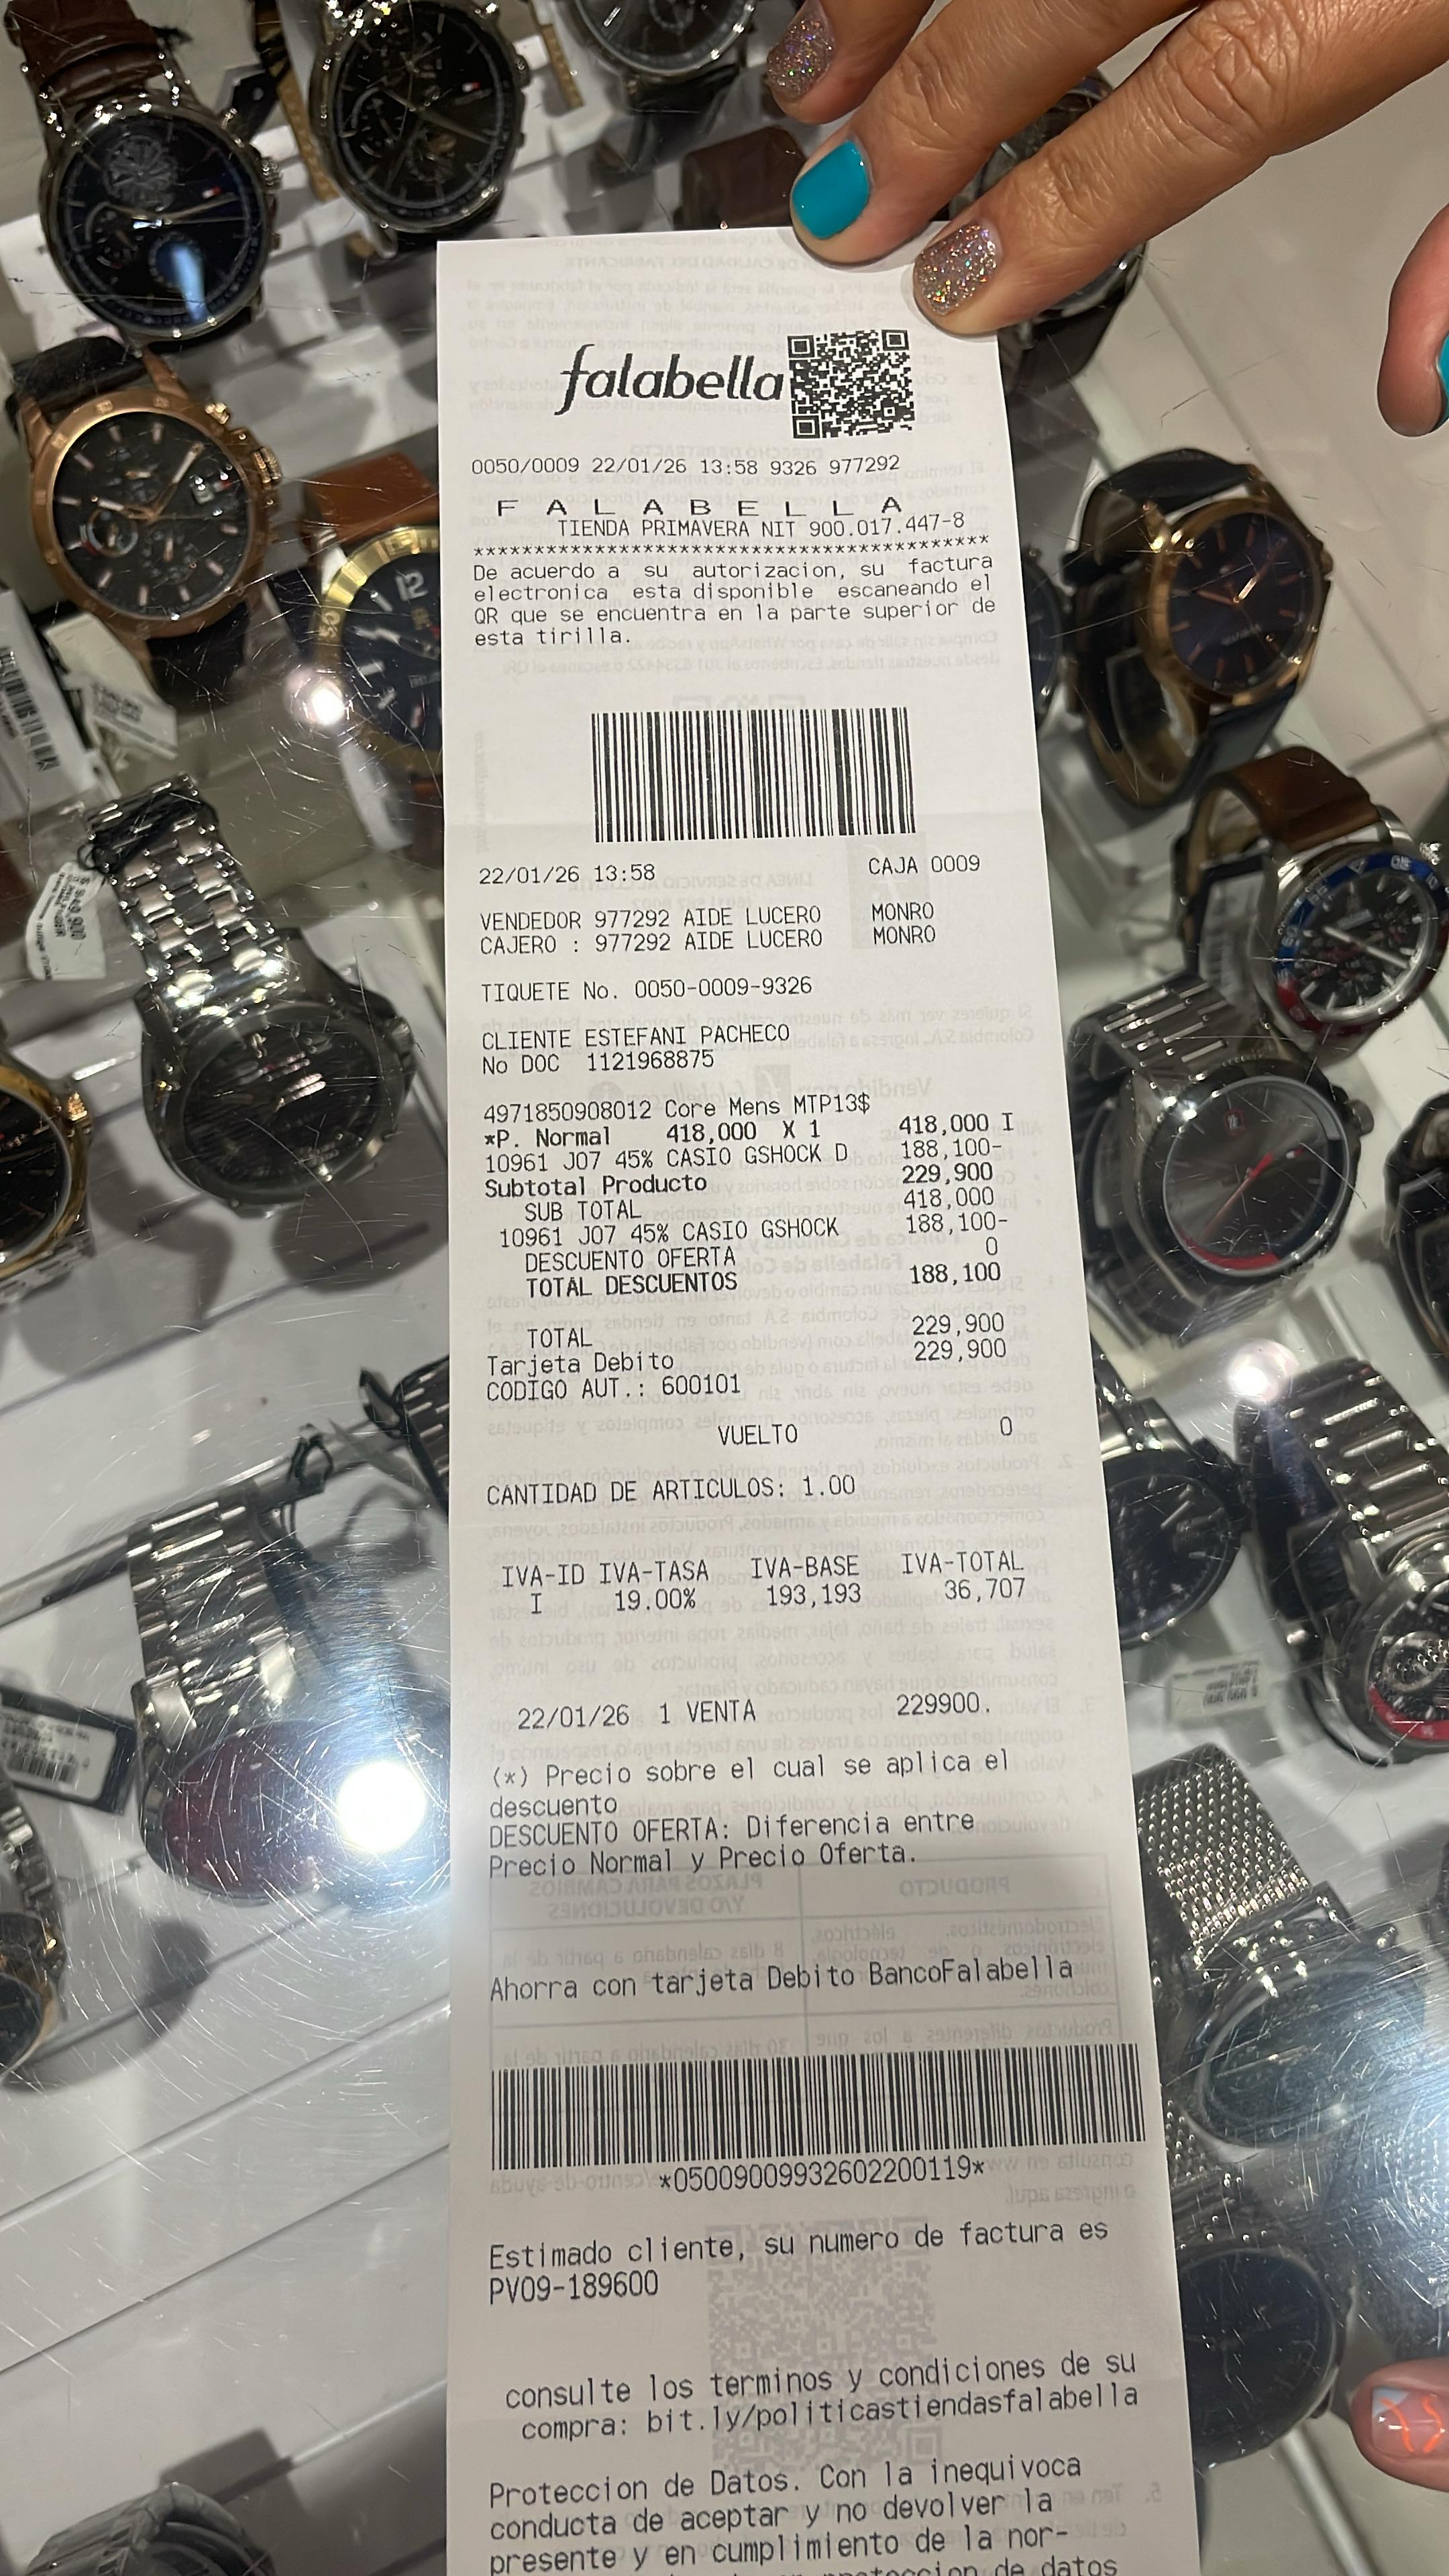 falabella
0050/0009 22/01/26 13:58 9326 977292
F A L A B E L L A
TIENDA PRIMAVERA NIT 900.017.447-8
******************************************
De acuerdo a su autorizacion, su factura
electronica esta disponible escaneando el
QR que se encuentra en la parte superior de
esta tirilla.
22/01/26 13:58 CAJA 0009
VENDEDOR 977292 AIDE LUCERO MONRO
CAJERO : 977292 AIDE LUCERO MONRO
TIQUETE No. 0050-0009-9326
CLIENTE ESTEFANI PACHECO
No DOC 1121968875
4971850908012 Core Mens MTP13$
*P. Normal 418,000 X 1 418,000 I
10961 J07 45% CASIO GSHOCK D 188,100-
Subtotal Producto 229,900
SUB TOTAL 418,000
10961 J07 45% CASIO GSHOCK 188,100-
DESCUENTO OFERTA 0
TOTAL DESCUENTOS 188,100
TOTAL 229,900
Tarjeta Debito 229,900
CODIGO AUT.: 600101
VUELTO 0
CANTIDAD DE ARTICULOS: 1.00
IVA-ID IVA-TASA IVA-BASE IVA-TOTAL
I 19.00% 193,193 36,707
22/01/26 1 VENTA 229900.
(*) Precio sobre el cual se aplica el
descuento
DESCUENTO OFERTA: Diferencia entre
Precio Normal y Precio Oferta.
Ahorra con tarjeta Debito BancoFalabella
*05009009932602200119*
Estimado cliente, su numero de factura es
PV09-189600
consulte los terminos y condiciones de su
compra: bit.ly/politicastiendasfalabella
Proteccion de Datos. Con la inequivoca
conducta de aceptar y no devolver la
presente y en cumplimiento de la nor-
proteccion de datos